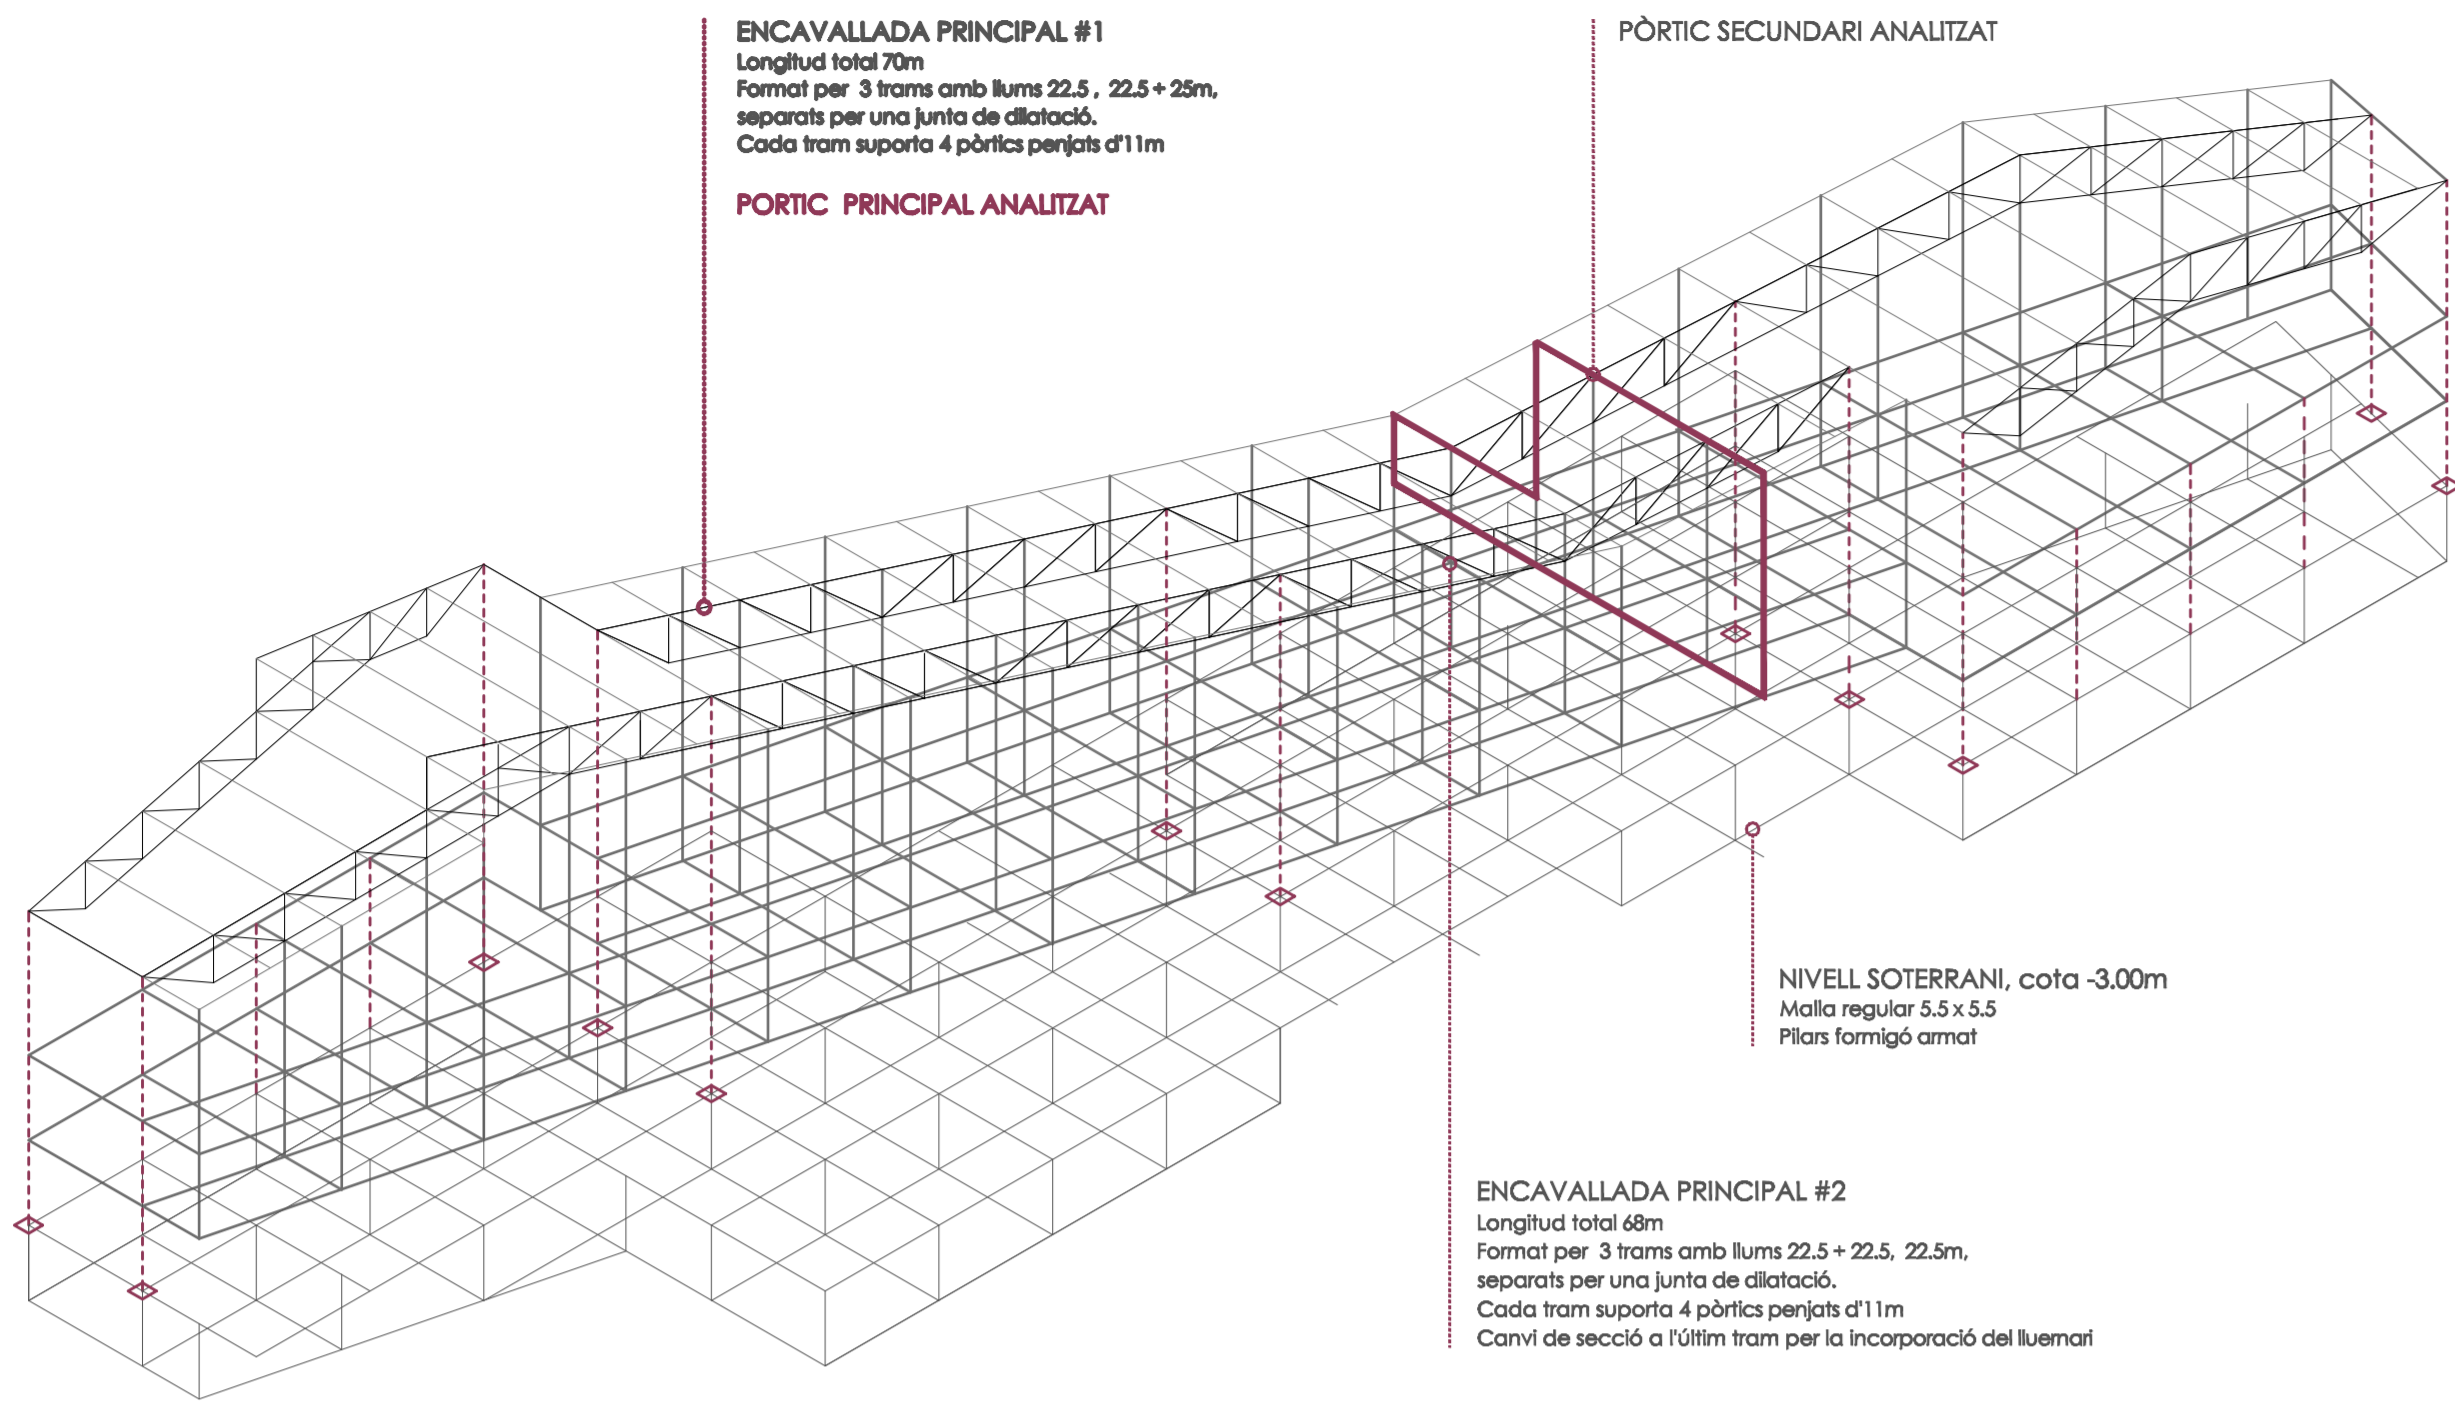 ENCAVALLADA PRINCIPAL #1
Longitud total 70m
Format per 3 trams amb llums 22.5 , 22.5 + 25m,
separats per una junta de dilatació.
Cada tram suporta 4 pòrtics penjats d'11m
PORTIC PRINCIPAL ANALITZAT
PÒRTIC SECUNDARI ANALITZAT
NIVELL SOTERRANI, cota -3.00m
Malla regular 5.5 x 5.5
Pilars formigó armat
ENCAVALLADA PRINCIPAL #2
Longitud total 68m
Format per 3 trams amb llums 22.5 + 22.5, 22.5m,
separats per una junta de dilatació.
Cada tram suporta 4 pòrtics penjats d'11m
Canvi de secció a l'últim tram per la incorporació del lluernari